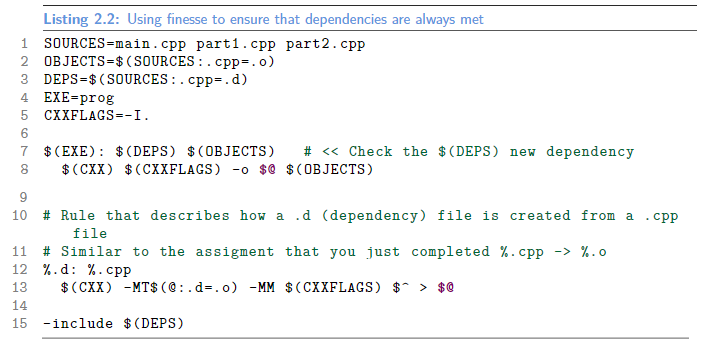 Listing 2.2: Using finesse to ensure that dependencies are always met
1 SOURCES=main.cpp part1.cpp part2.cpp
2 OBJECTS=$(SOURCES:.cpp=.o)
3 DEPS=$(SOURCES:.cpp=.d)
4 EXE=prog
5 CXXFLAGS=-I.
6
7 $(EXE): $(DEPS) $(OBJECTS)   # << Check the $(DEPS) new dependency
8   $(CXX) $(CXXFLAGS) -o $@ $(OBJECTS)
9
10 # Rule that describes how a .d (dependency) file is created from a .cpp
file
11 # Similar to the assigment that you just completed %.cpp -> %.o
12 %.d: %.cpp
13   $(CXX) -MT$(@:.d=.o) -MM $(CXXFLAGS) $^ > $@
14
15 -include $(DEPS)